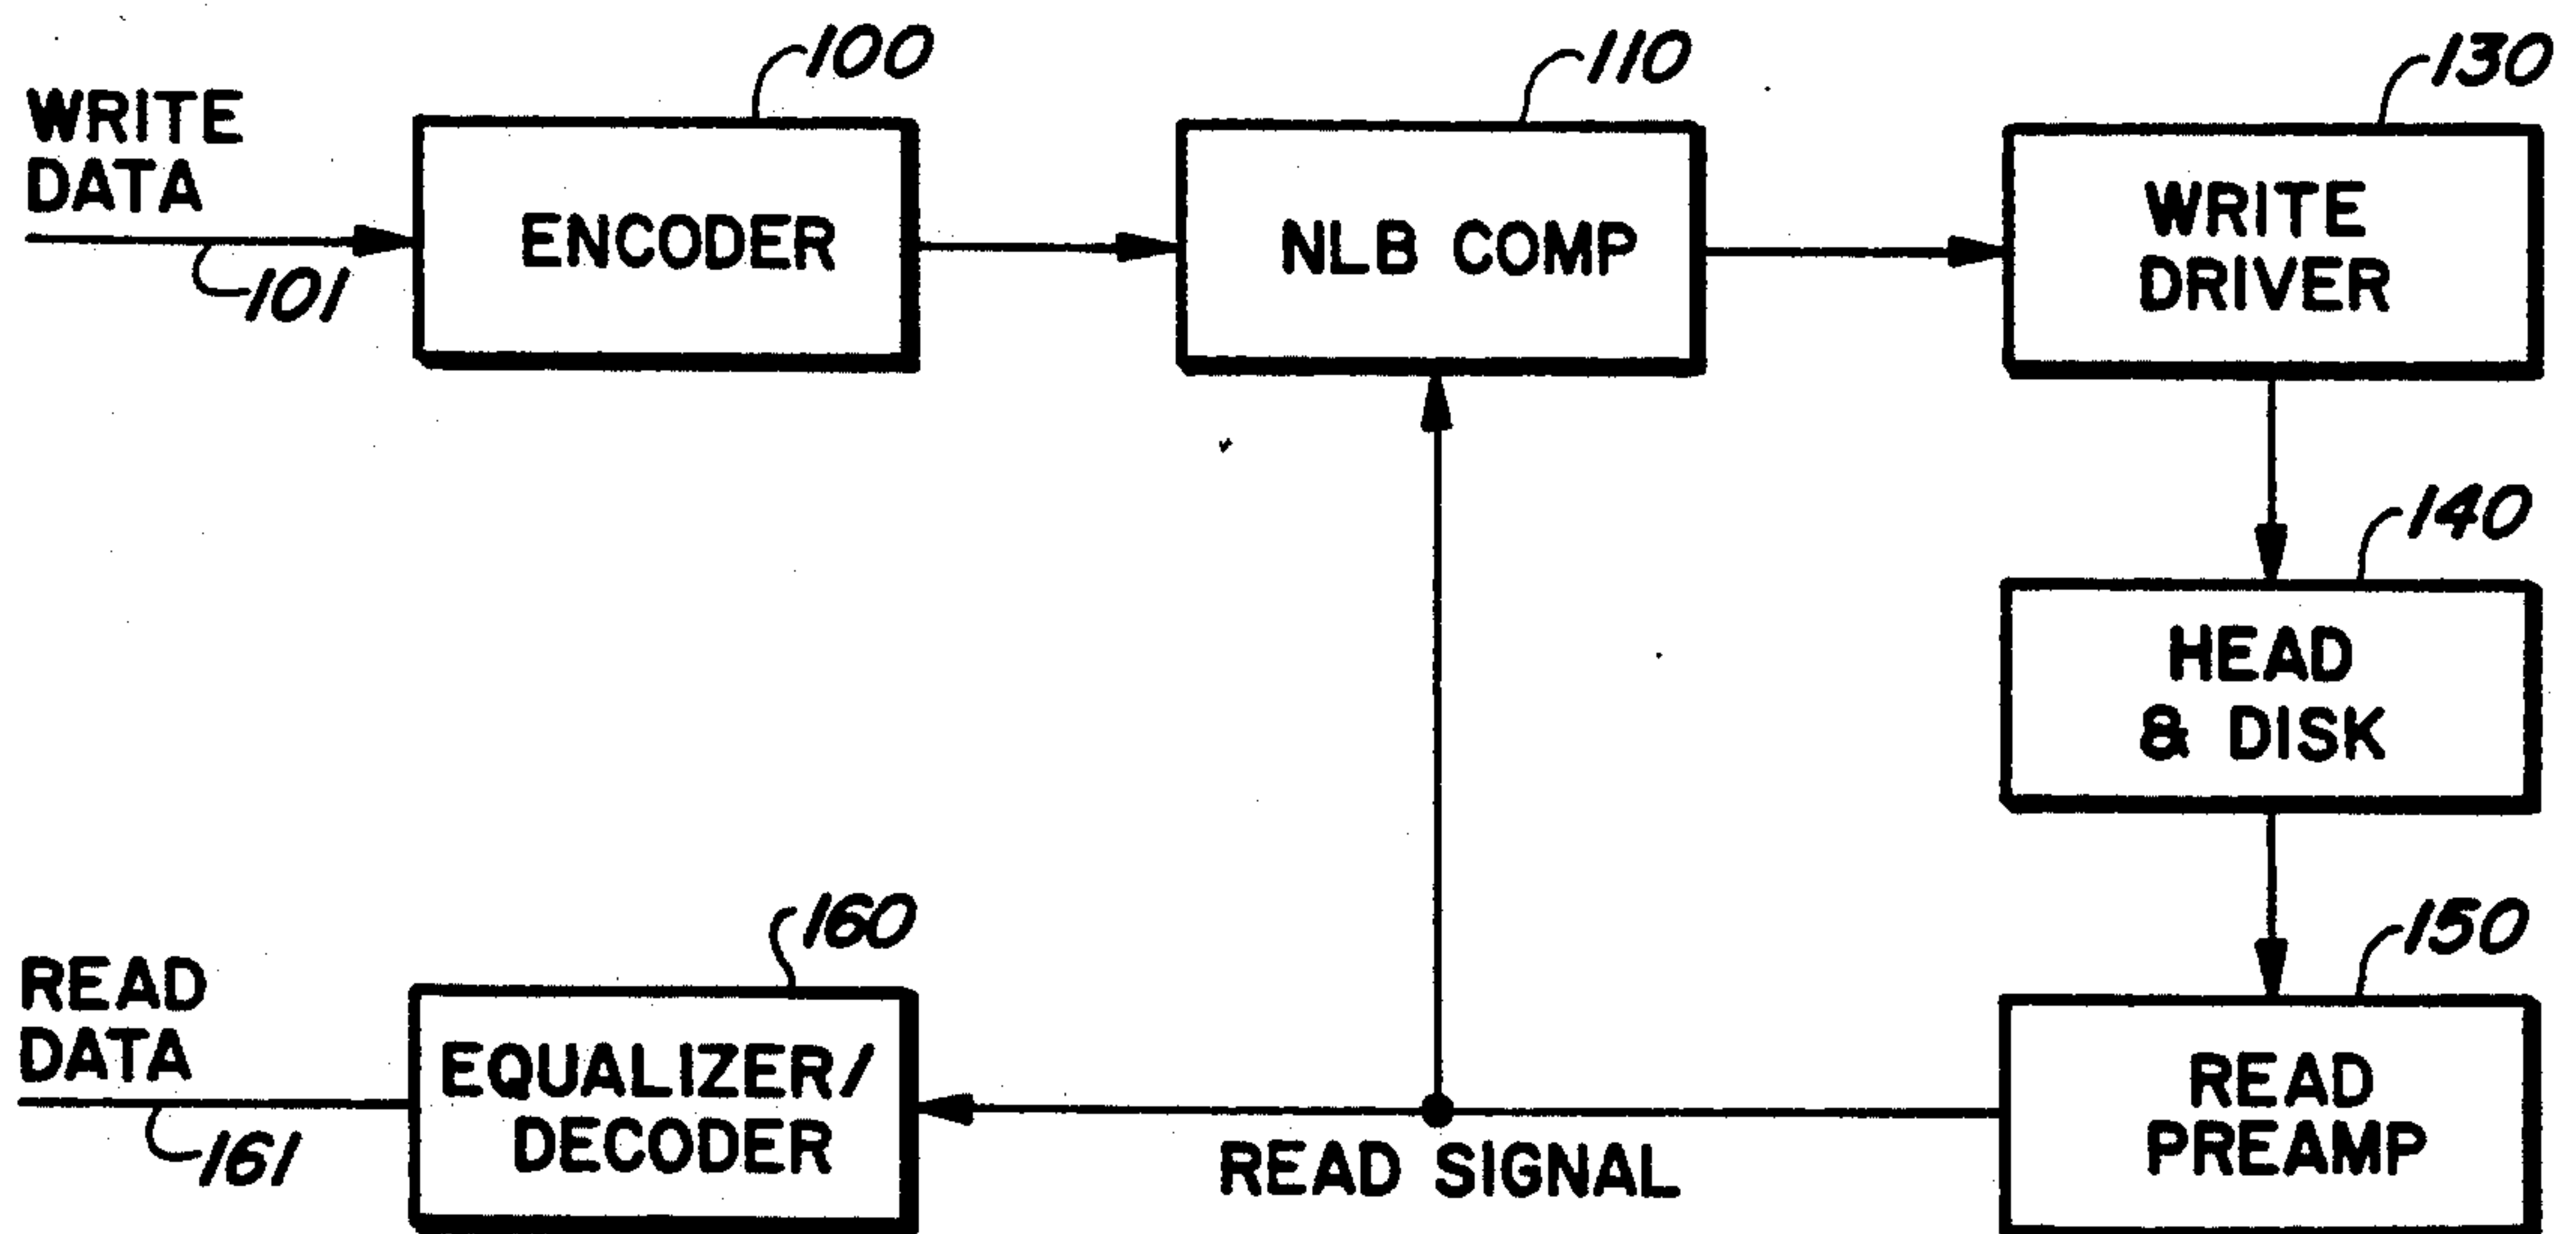 100
110
130
WRITE
DATA
101
ENCODER
NLB COMP
WRITE
DRIVER
140
HEAD
& DISK
160
150
READ
DATA
161
EQUALIZER/
DECODER
READ SIGNAL
READ
PREAMP